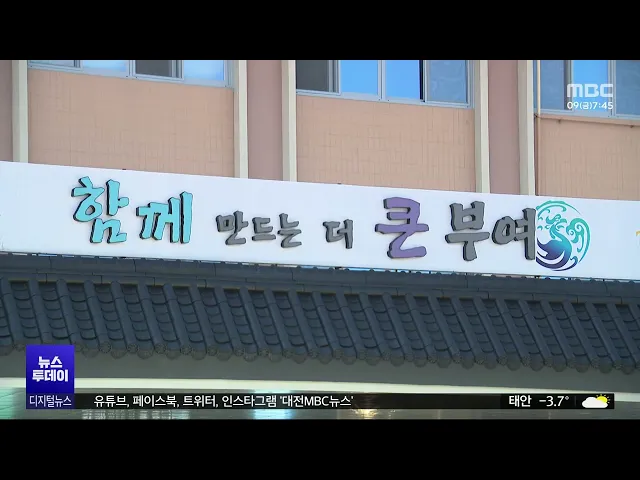 MBC
09(금)7:45
함께 만드는 더 큰 부여
뉴스
투데이
디지털뉴스 유튜브, 페이스북, 트위터, 인스타그램 '대전MBC뉴스' 태안 -3.7°